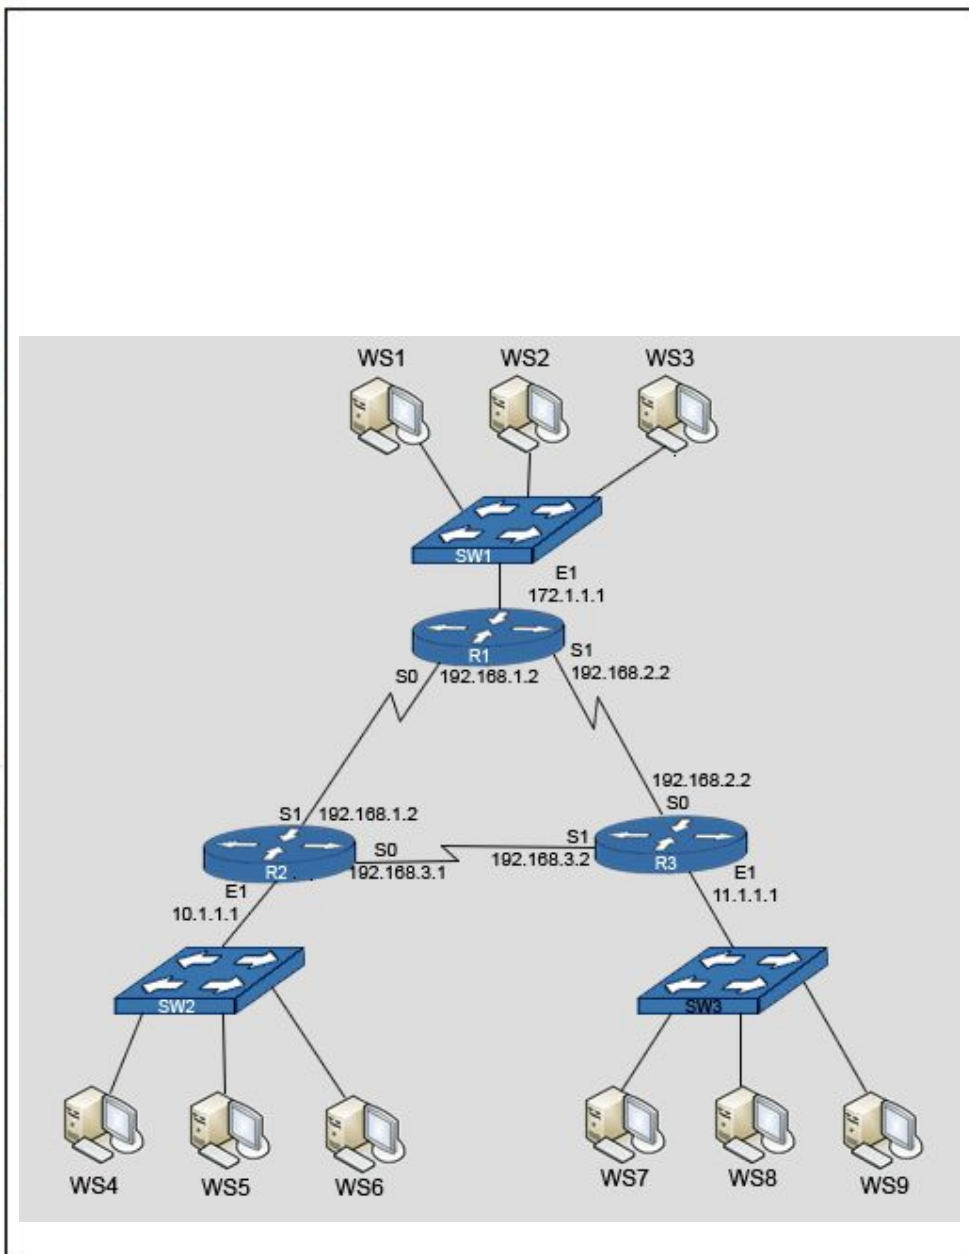 WS1 WS2 WS3
SW1
E1
172.1.1.1
R1
S0 192.168.1.2
S1
192.168.2.2
192.168.2.2
S0
S1 192.168.1.2
R2
S0
192.168.3.1
S1
192.168.3.2
R3
E1
10.1.1.1
E1
11.1.1.1
SW2
SW3
WS4 WS5 WS6
WS7 WS8 WS9